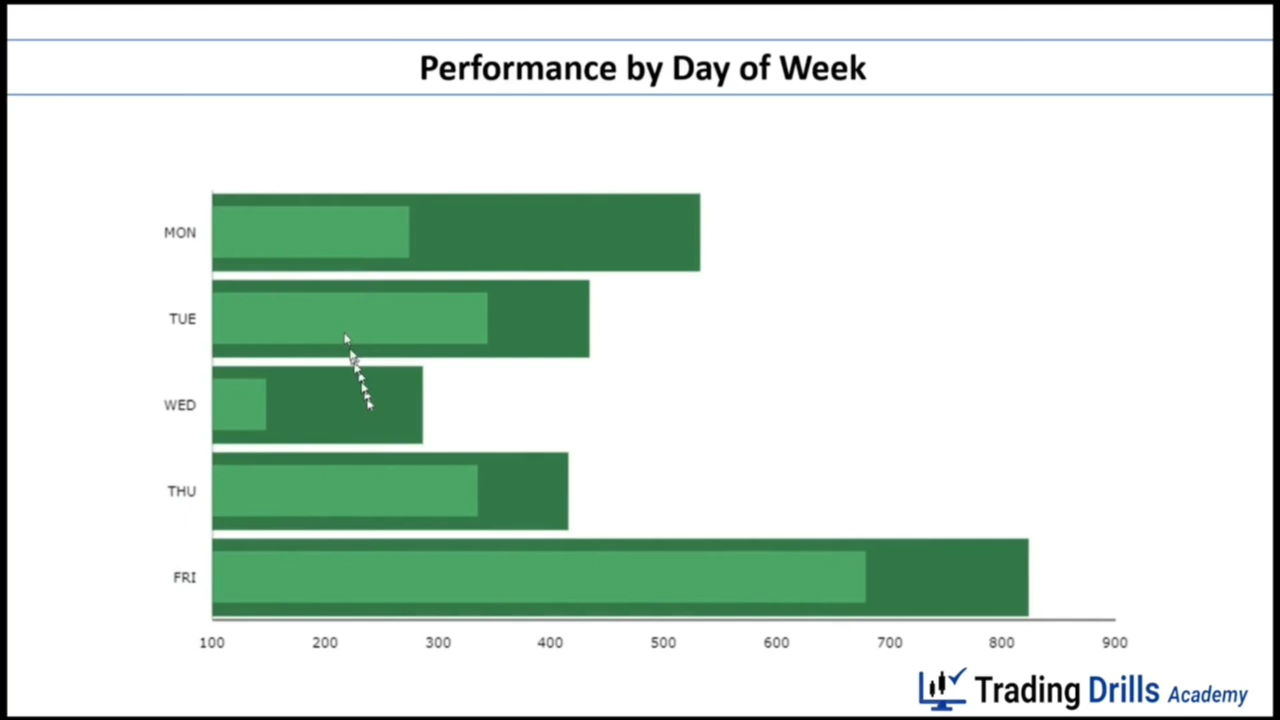 Performance by Day of Week
MON
TUE
WED
THU
FRI
100 200 300 400 500 600 700 800 900
Trading Drills Academy